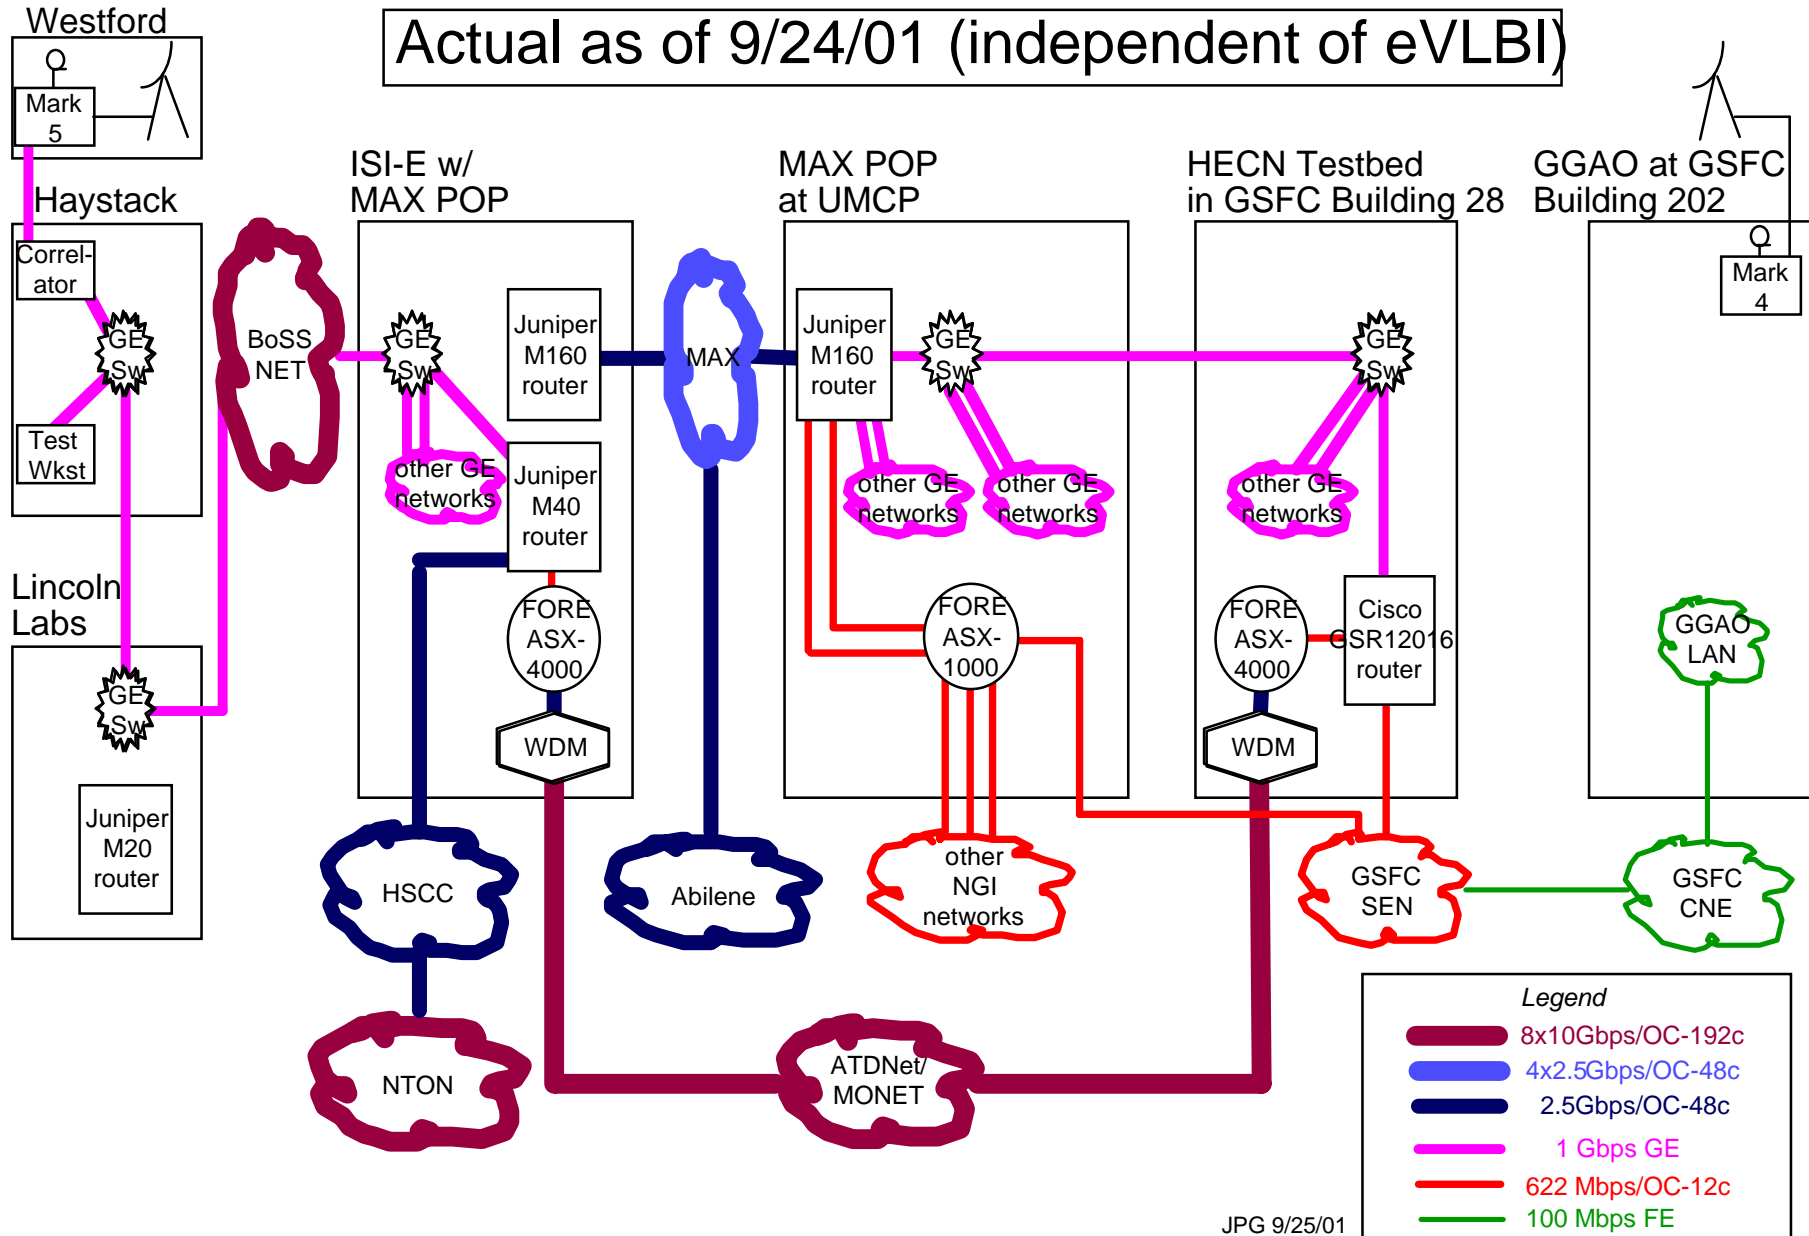 Westford
Actual as of 9/24/01 (independent of eVLBI)
Mark
5
ISI-E w/
MAX POP
MAX POP
at UMCP
HECN Testbed
in GSFC Building 28
GGAO at GSFC
Building 202
Haystack
Correl-
ator
GE
Sw
Test
Wkst
BoSS
NET
GE
Sw
other GE
networks
Juniper
M160
router
Juniper
M40
router
FORE
ASX-
4000
WDM
MAX
Juniper
M160
router
GE
Sw
other GE
networks
other GE
networks
FORE
ASX-
1000
GE
Sw
other GE
networks
FORE
ASX-
4000
Cisco
GSR12016
router
WDM
Mark
4
GGAO
LAN
Lincoln
Labs
GE
Sw
Juniper
M20
router
HSCC
Abilene
other
NGI
networks
GSFC
SEN
GSFC
CNE
NTON
ATDNet/
MONET
Legend
8x10Gbps/OC-192c
4x2.5Gbps/OC-48c
2.5Gbps/OC-48c
1 Gbps GE
622 Mbps/OC-12c
100 Mbps FE
JPG 9/25/01